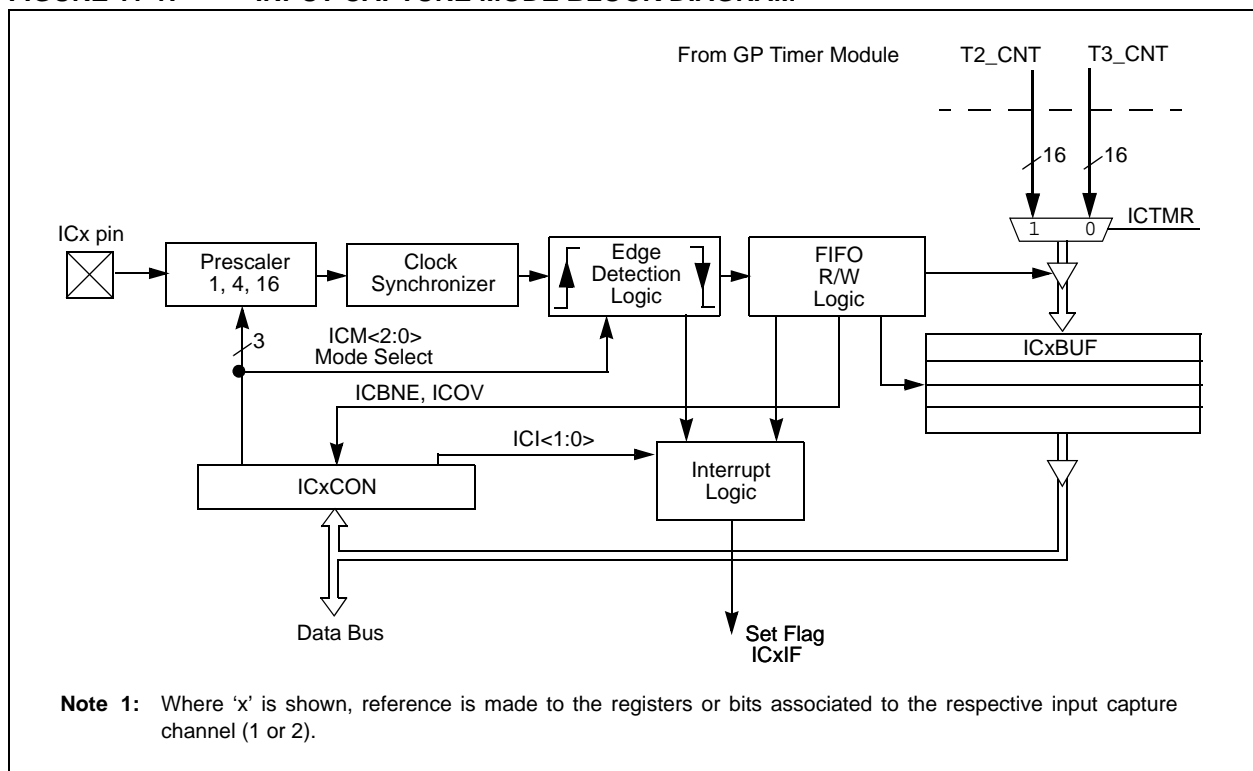 From GP Timer Module T2_CNT T3_CNT
16 16
1 0 ICTMR
ICx pin
Prescaler
1, 4, 16
Clock
Synchronizer
Edge
Detection
Logic
FIFO
R/W
Logic
3
ICM<2:0>
Mode Select
ICxBUF
ICBNE, ICOV
ICI<1:0>
ICxCON
Interrupt
Logic
Data Bus
Set Flag
ICxIF
Note 1: Where ‘x’ is shown, reference is made to the registers or bits associated to the respective input capture
channel (1 or 2).